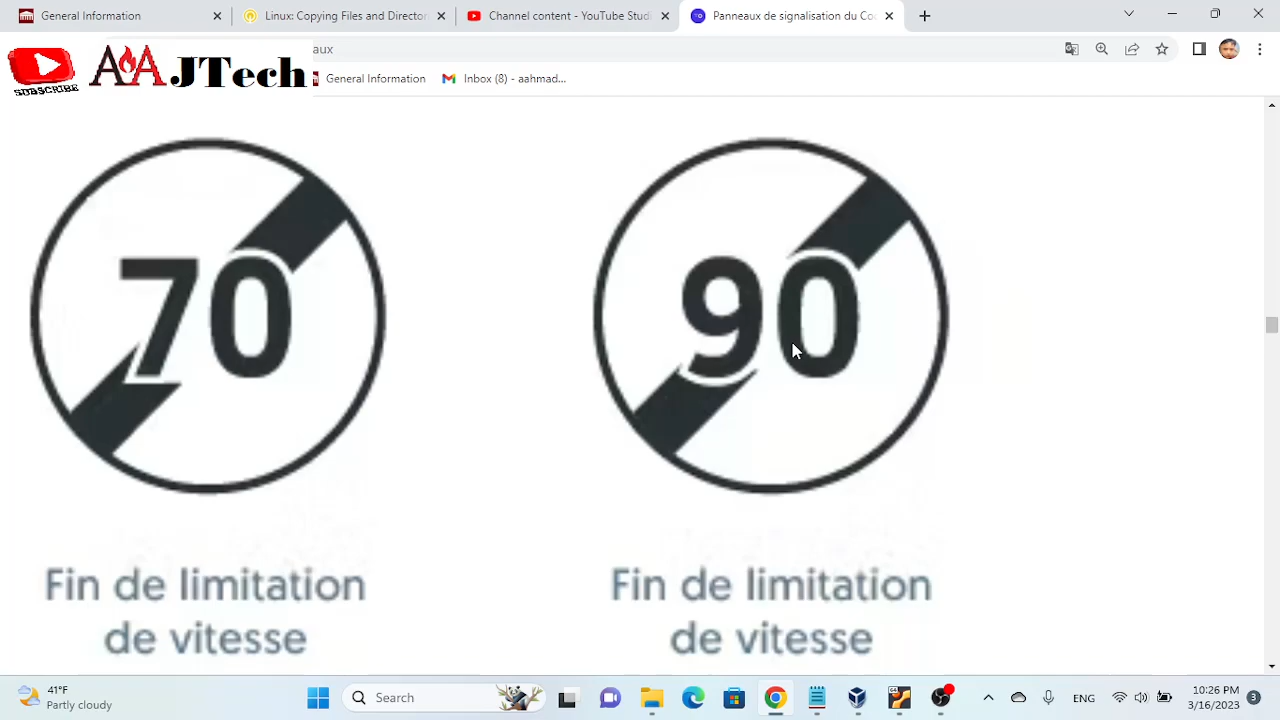 General Information
Linux Copying Files and Director
Channel content - YouTube Studi
Panneaux de signalisation du Co
SUBSCRIBE
AAJTech
aux
General Information
Inbox (8) - aahmad...
70
90
Fin de limitation
de vitesse
Fin de limitation
de vitesse
41°F
Partly cloudy
Search
ENG
10:28 PM
3/16/2023
3